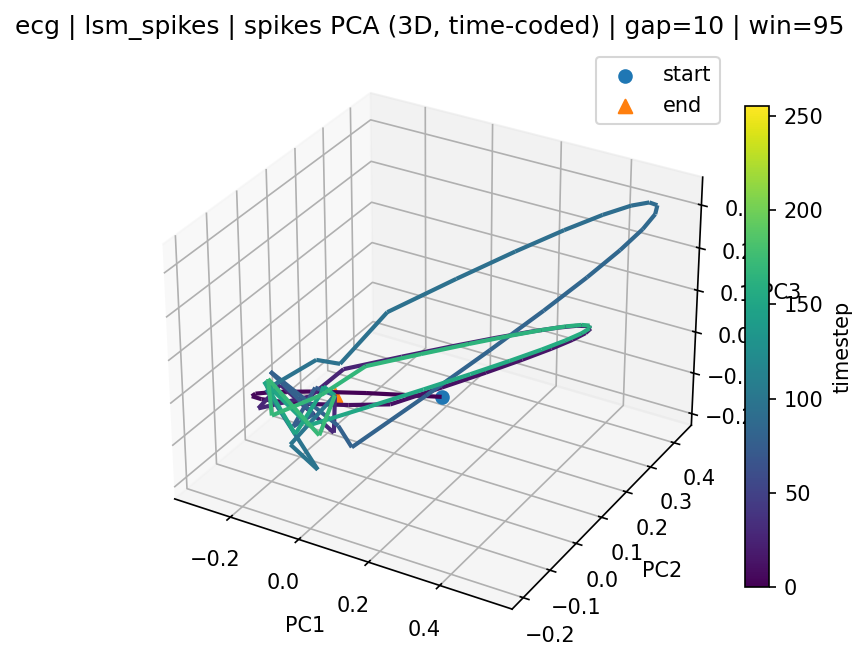 ecg | lsm_spikes | spikes PCA (3D, time-coded) | gap=10 | win=95
start
end
250
200
150
100
50
0
timestep
PC3
0.0
0.4
0.3
0.2
0.1
0.0
−0.1
−0.2
PC2
−0.2
0.0
0.2
0.4
PC1